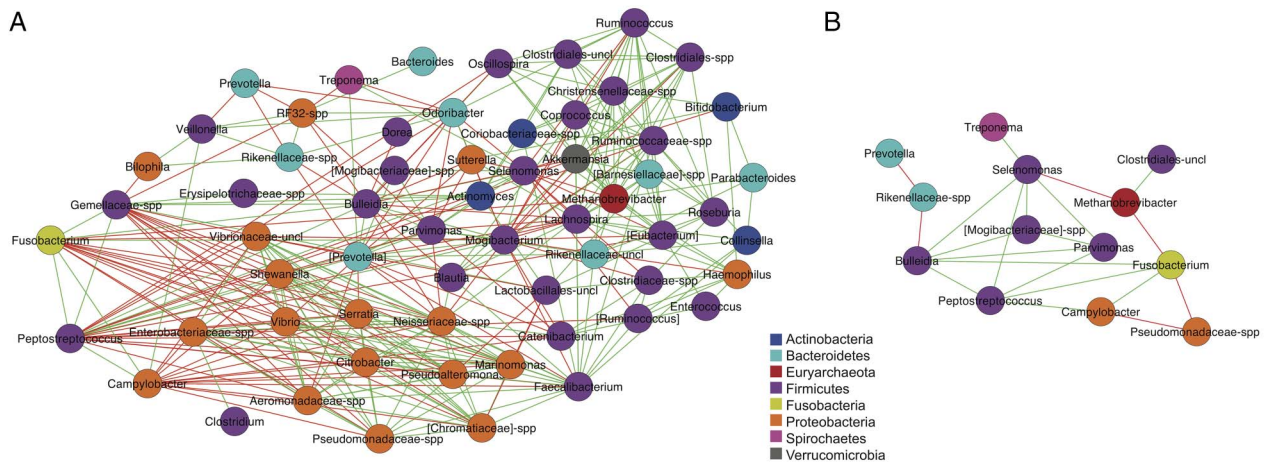 A
Ruminococcus
Clostridiales-uncl
Clostridiales-spp
Oscillospira
Bacteroides
Treponema
Prevotella
Christensenellaceae-spp
Bifidobacterium
RF32-spp
Odoribacter
Coprococcus
Veillonella
Dorea
Coriobacteriaceae-spp
Ruminococcaceae-spp
Rikenellaceae-spp
Bilophila
[Mogibacteriaceae]-spp
Sutterella
Akkermansia
Selenomonas
[Barnesiellaceae]-spp
Parabacteroides
Erysipelotrichaceae-spp
Actinomyces
Methanobrevibacter
Gemellaceae-spp
Bulleidia
Lachnospira
Roseburia
Fusobacterium
Vibrionaceae-uncl
Parvimonas
Mogibacterium
[Eubacterium]
Collinsella
[Prevotella]
Rikenellaceae-uncl
Shewanella
Blautia
Clostridiaceae-spp
Haemophilus
Lactobacillales-uncl
Enterococcus
Peptostreptococcus
Enterobacteriaceae-spp
Vibrio
Serratia
Neisseriaceae-spp
[Ruminococcus]
Catenibacterium
Citrobacter
Marinomonas
Pseudoalteromonas
Campylobacter
Faecalibacterium
Aeromonadaceae-spp
Clostridium
Pseudomonadaceae-spp
[Chromatiaceae]-spp
Actinobacteria
Bacteroidetes
Euryarchaeota
Firmicutes
Fusobacteria
Proteobacteria
Spirochaetes
Verrucomicrobia
B
Treponema
Prevotella
Clostridiales-uncl
Selenomonas
Rikenellaceae-spp
Methanobrevibacter
[Mogibacteriaceae]-spp
Parvimonas
Bulleidia
Fusobacterium
Peptostreptococcus
Campylobacter
Pseudomonadaceae-spp